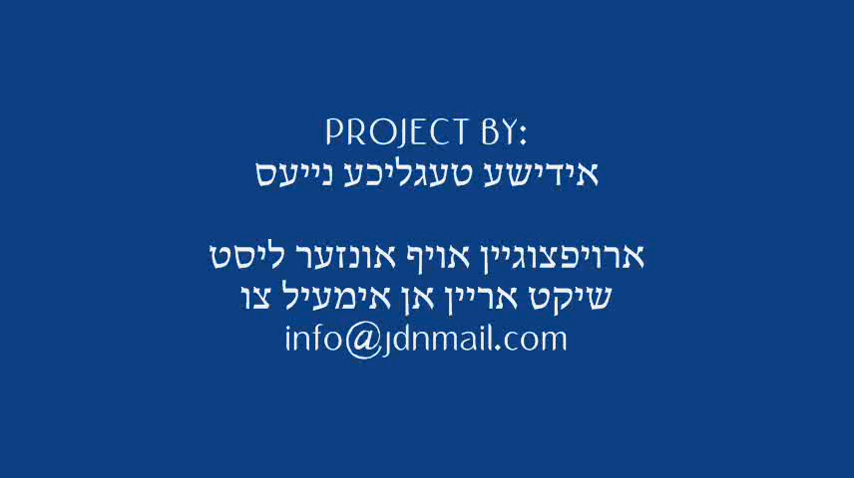 PROJECT BY:
אידישע טעגליכע נייעס
ארויפצוגיין אויף אונזער ליסט
שיקט אריין אן אימעיל צו
info@jdnmail.com